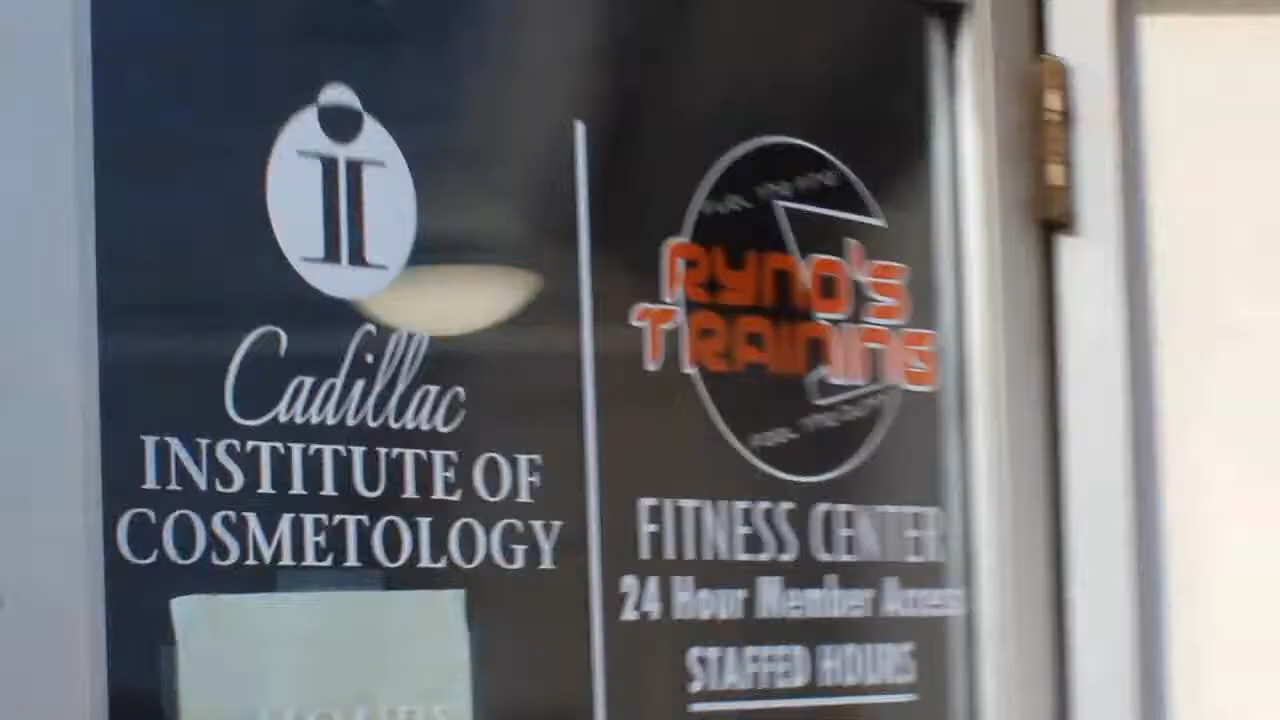 Cadillac
INSTITUTE OF
COSMETOLOGY
RYNO'S
TRAINING
FITNESS CENTER
24 Hour Member Access
STAFFED HOURS